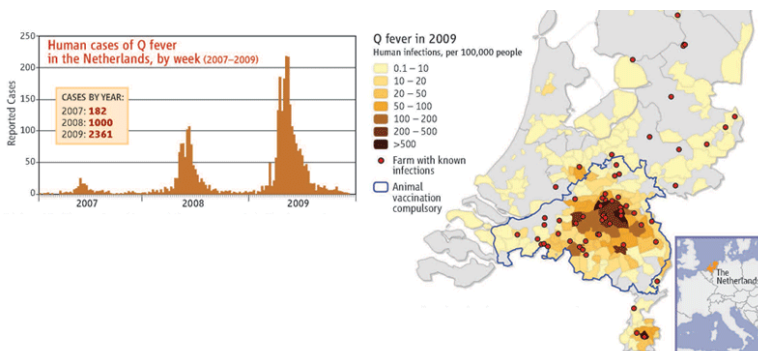 Human cases of Q fever
in the Netherlands, by week (2007–2009)
Reported Cases
250
200
150
100
50
0
CASES BY YEAR:
2007: 182
2008: 1000
2009: 2361
2007
2008
2009
Q fever in 2009
Human infections, per 100,000 people
0.1 – 10
10 – 20
20 – 50
50 – 100
100 – 200
200 – 500
>500
Farm with known
infections
Animal
vaccination
compulsory
The
Netherlands